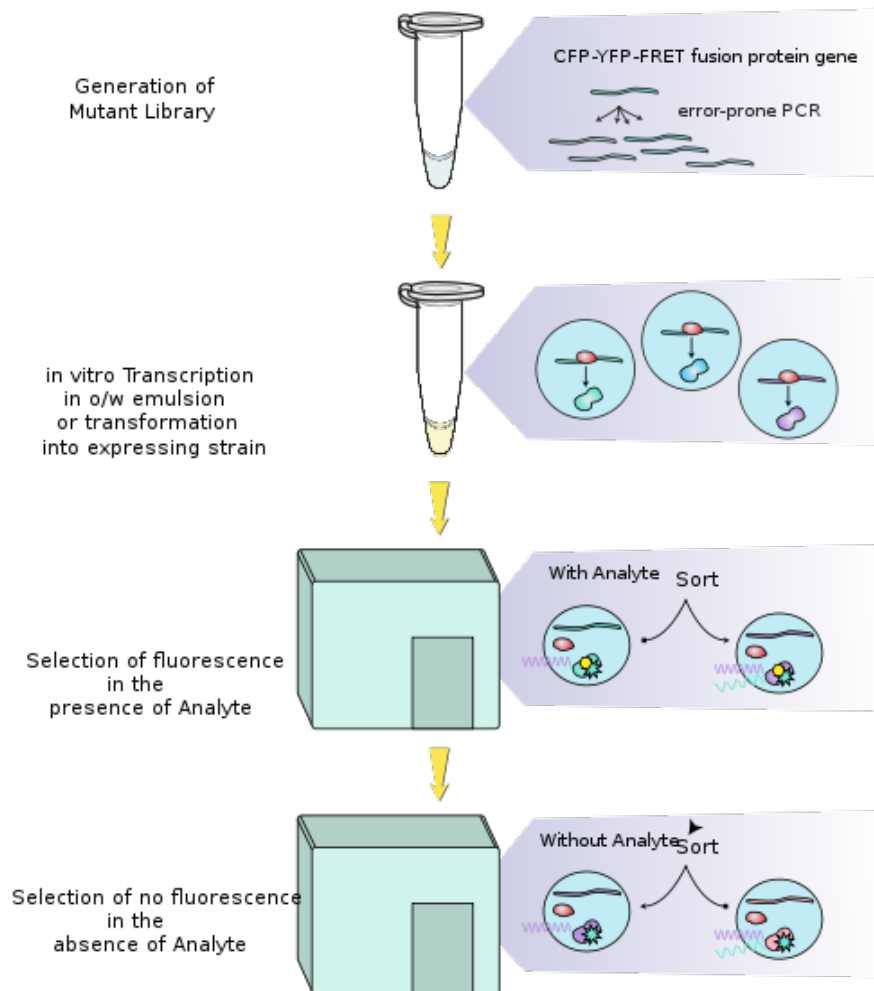 Generation of
Mutant Library
CFP-YFP-FRET fusion protein gene
error-prone PCR
in vitro Transcription
in o/w emulsion
or transformation
into expressing strain
Selection of fluorescence
in the
presence of Analyte
With Analyte
Sort
Selection of no fluorescence
in the
absence of Analyte
Without Analyte
Sort